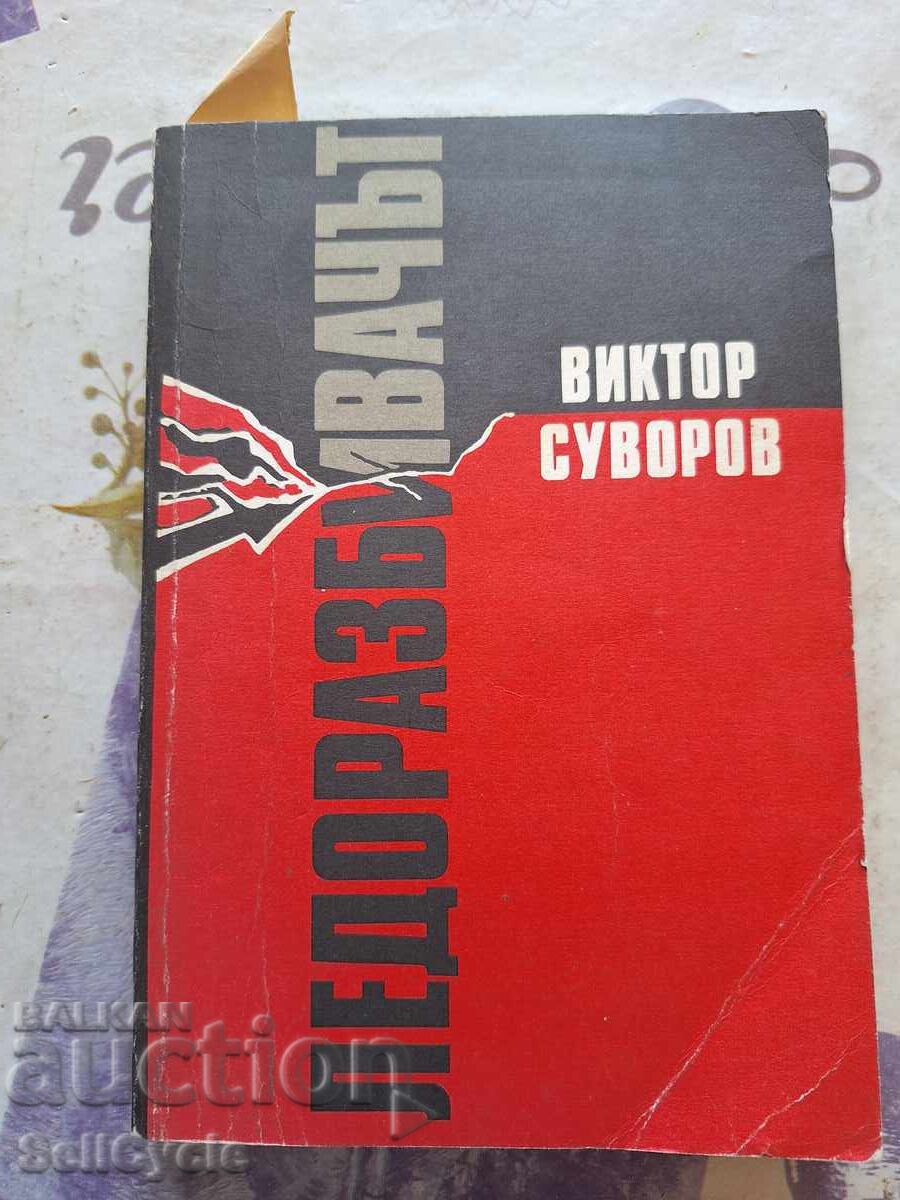 ЛЕДОРАЗБИВАЧЪТ
ВИКТОР
СУВОРОВ
BALKAN
auction
SellCycle